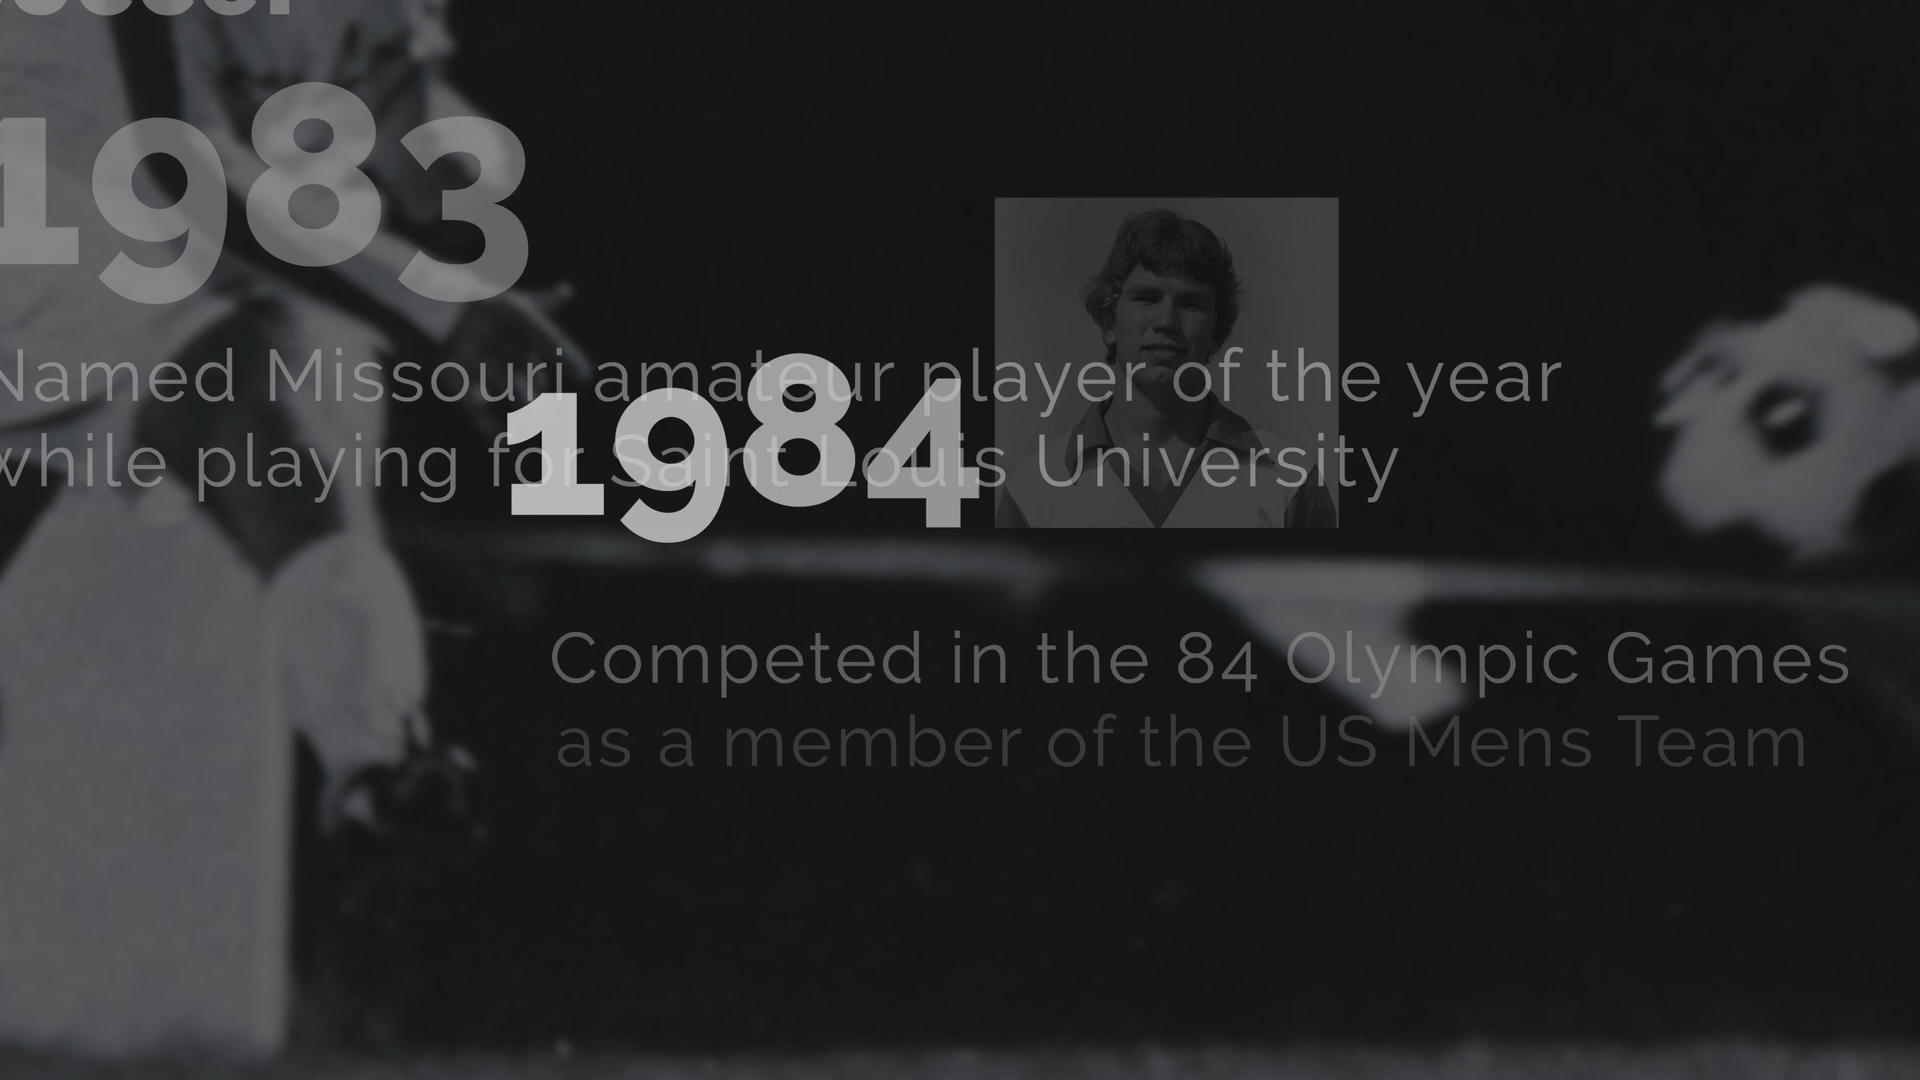 1983
Named Missouri amateur player of the year
while playing for Saint Louis University
1984
Competed in the 84 Olympic Games
as a member of the US Mens Team